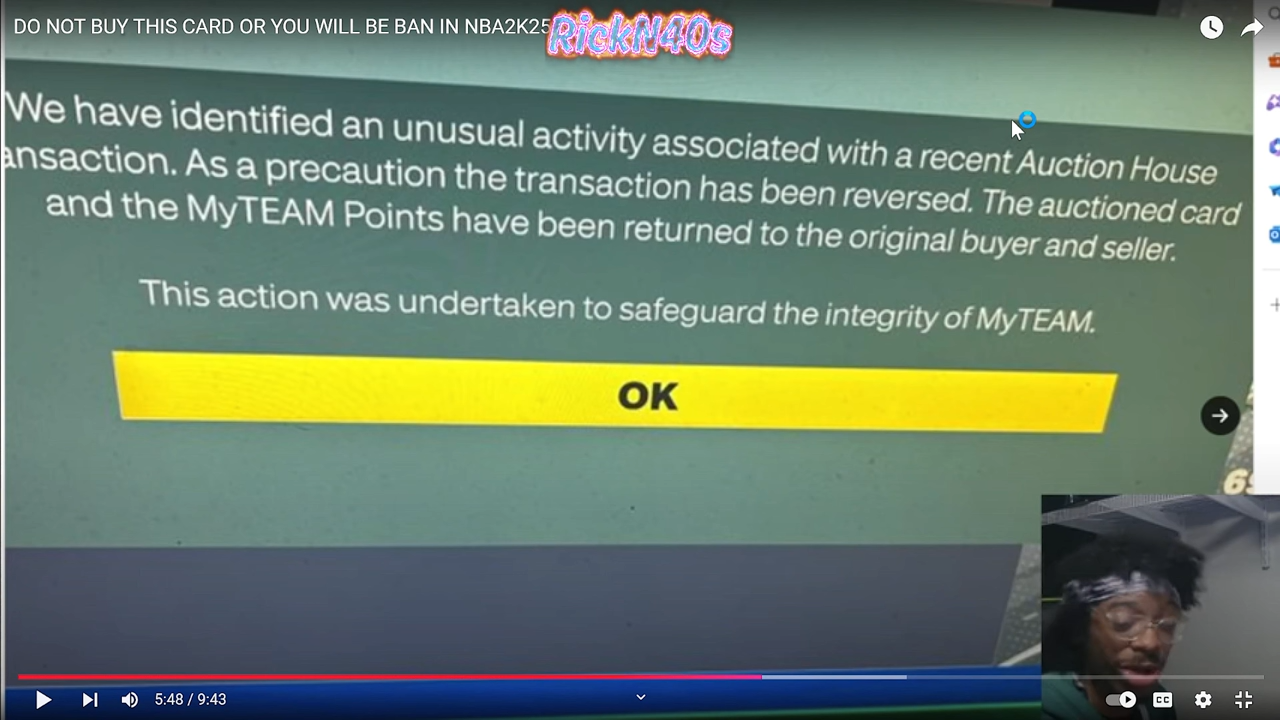 DO NOT BUY THIS CARD OR YOU WILL BE BAN IN NBA2K25
RickN40s
We have identified an unusual activity associated with a recent Auction House
ansaction. As a precaution the transaction has been reversed. The auctioned card
and the MyTEAM Points have been returned to the original buyer and seller.
This action was undertaken to safeguard the integrity of MyTEAM.
OK
69
5:48 / 9:43
CC